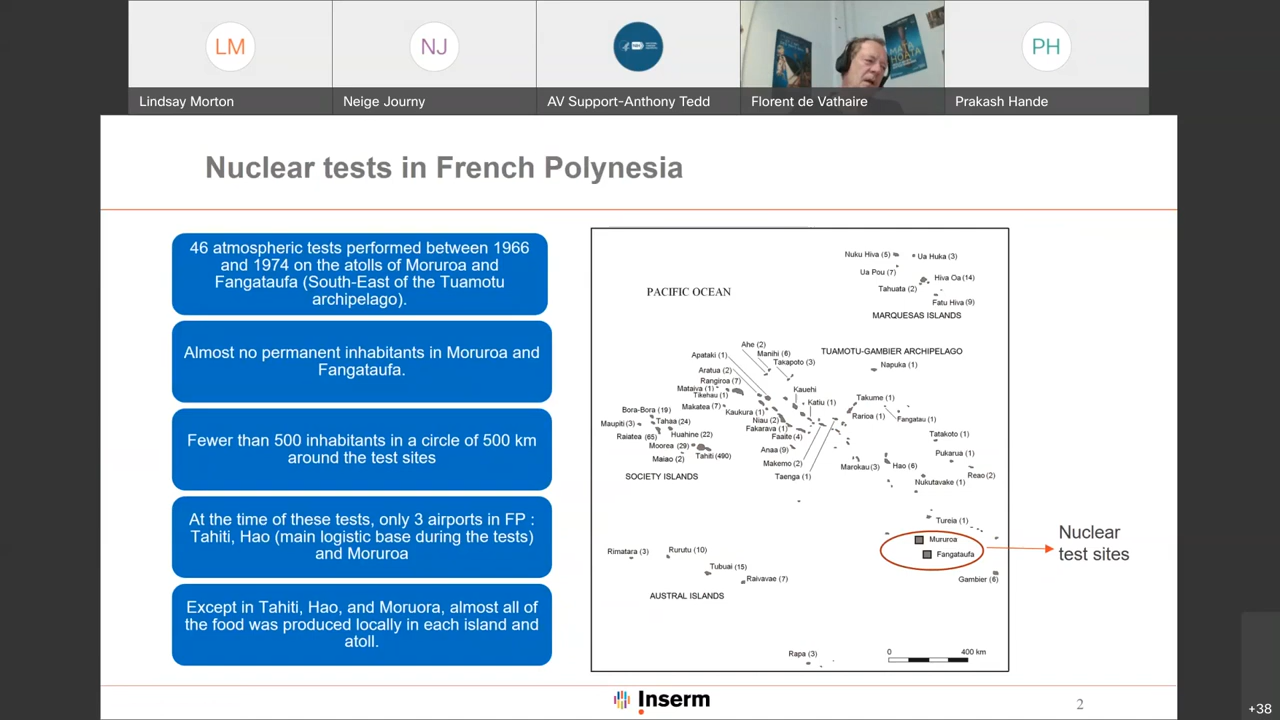 LM
NJ
PH
Lindsay Morton
Neige Journy
AV Support-Anthony Tedd
Florent de Vathaire
Prakash Hande
MATA
HOATA
Nuclear tests in French Polynesia
46 atmospheric tests performed between 1966
and 1974 on the atolls of Moruroa and
Fangataufa (South-East of the Tuamotu
archipelago).
Almost no permanent inhabitants in Moruroa and
Fangataufa.
Fewer than 500 inhabitants in a circle of 500 km
around the test sites
At the time of these tests, only 3 airports in FP :
Tahiti, Hao (main logistic base during the tests)
and Moruroa
Except in Tahiti, Hao, and Moruora, almost all of
the food was produced locally in each island and
atoll.
PACIFIC OCEAN
Nuku Hiva (5)
Ua Huka (3)
Ua Pou (7)
Hiva Oa (14)
Tahuata (2)
Fatu Hiva (9)
MARQUESAS ISLANDS
Ahe (2)
Manihi (6)
Apataki (1)
Takapoto (3)
TUAMOTU-GAMBIER ARCHIPELAGO
Napuka (1)
Aratua (2)
Rangiroa (7)
Mataiva (1)
Tikehau (1)
Kauehi
Katiu (1)
Takume (1)
Makatea (7)
Kaukura (1)
Bora-Bora (19)
Rarioa (1)
Fangatau (1)
Maupiti (3)
Tahaa (24)
Niau (2)
Fakarava (1)
Raiatea (65)
Huahine (22)
Faaite (4)
Tatakoto (1)
Moorea (29)
Anaa (9)
Maiao (2)
Tahiti (490)
Pukarua (1)
Makemo (2)
Marokau (3)
Hao (6)
SOCIETY ISLANDS
Taenga (1)
Reao (2)
Nukutavake (1)
Tureia (1)
Mururoa
Fangataufa
Nuclear
test sites
Rimatara (3)
Rurutu (10)
Tubuai (15)
Raivavae (7)
Gambier (6)
AUSTRAL ISLANDS
Rapa (3)
0
400 km
Inserm
2
+38